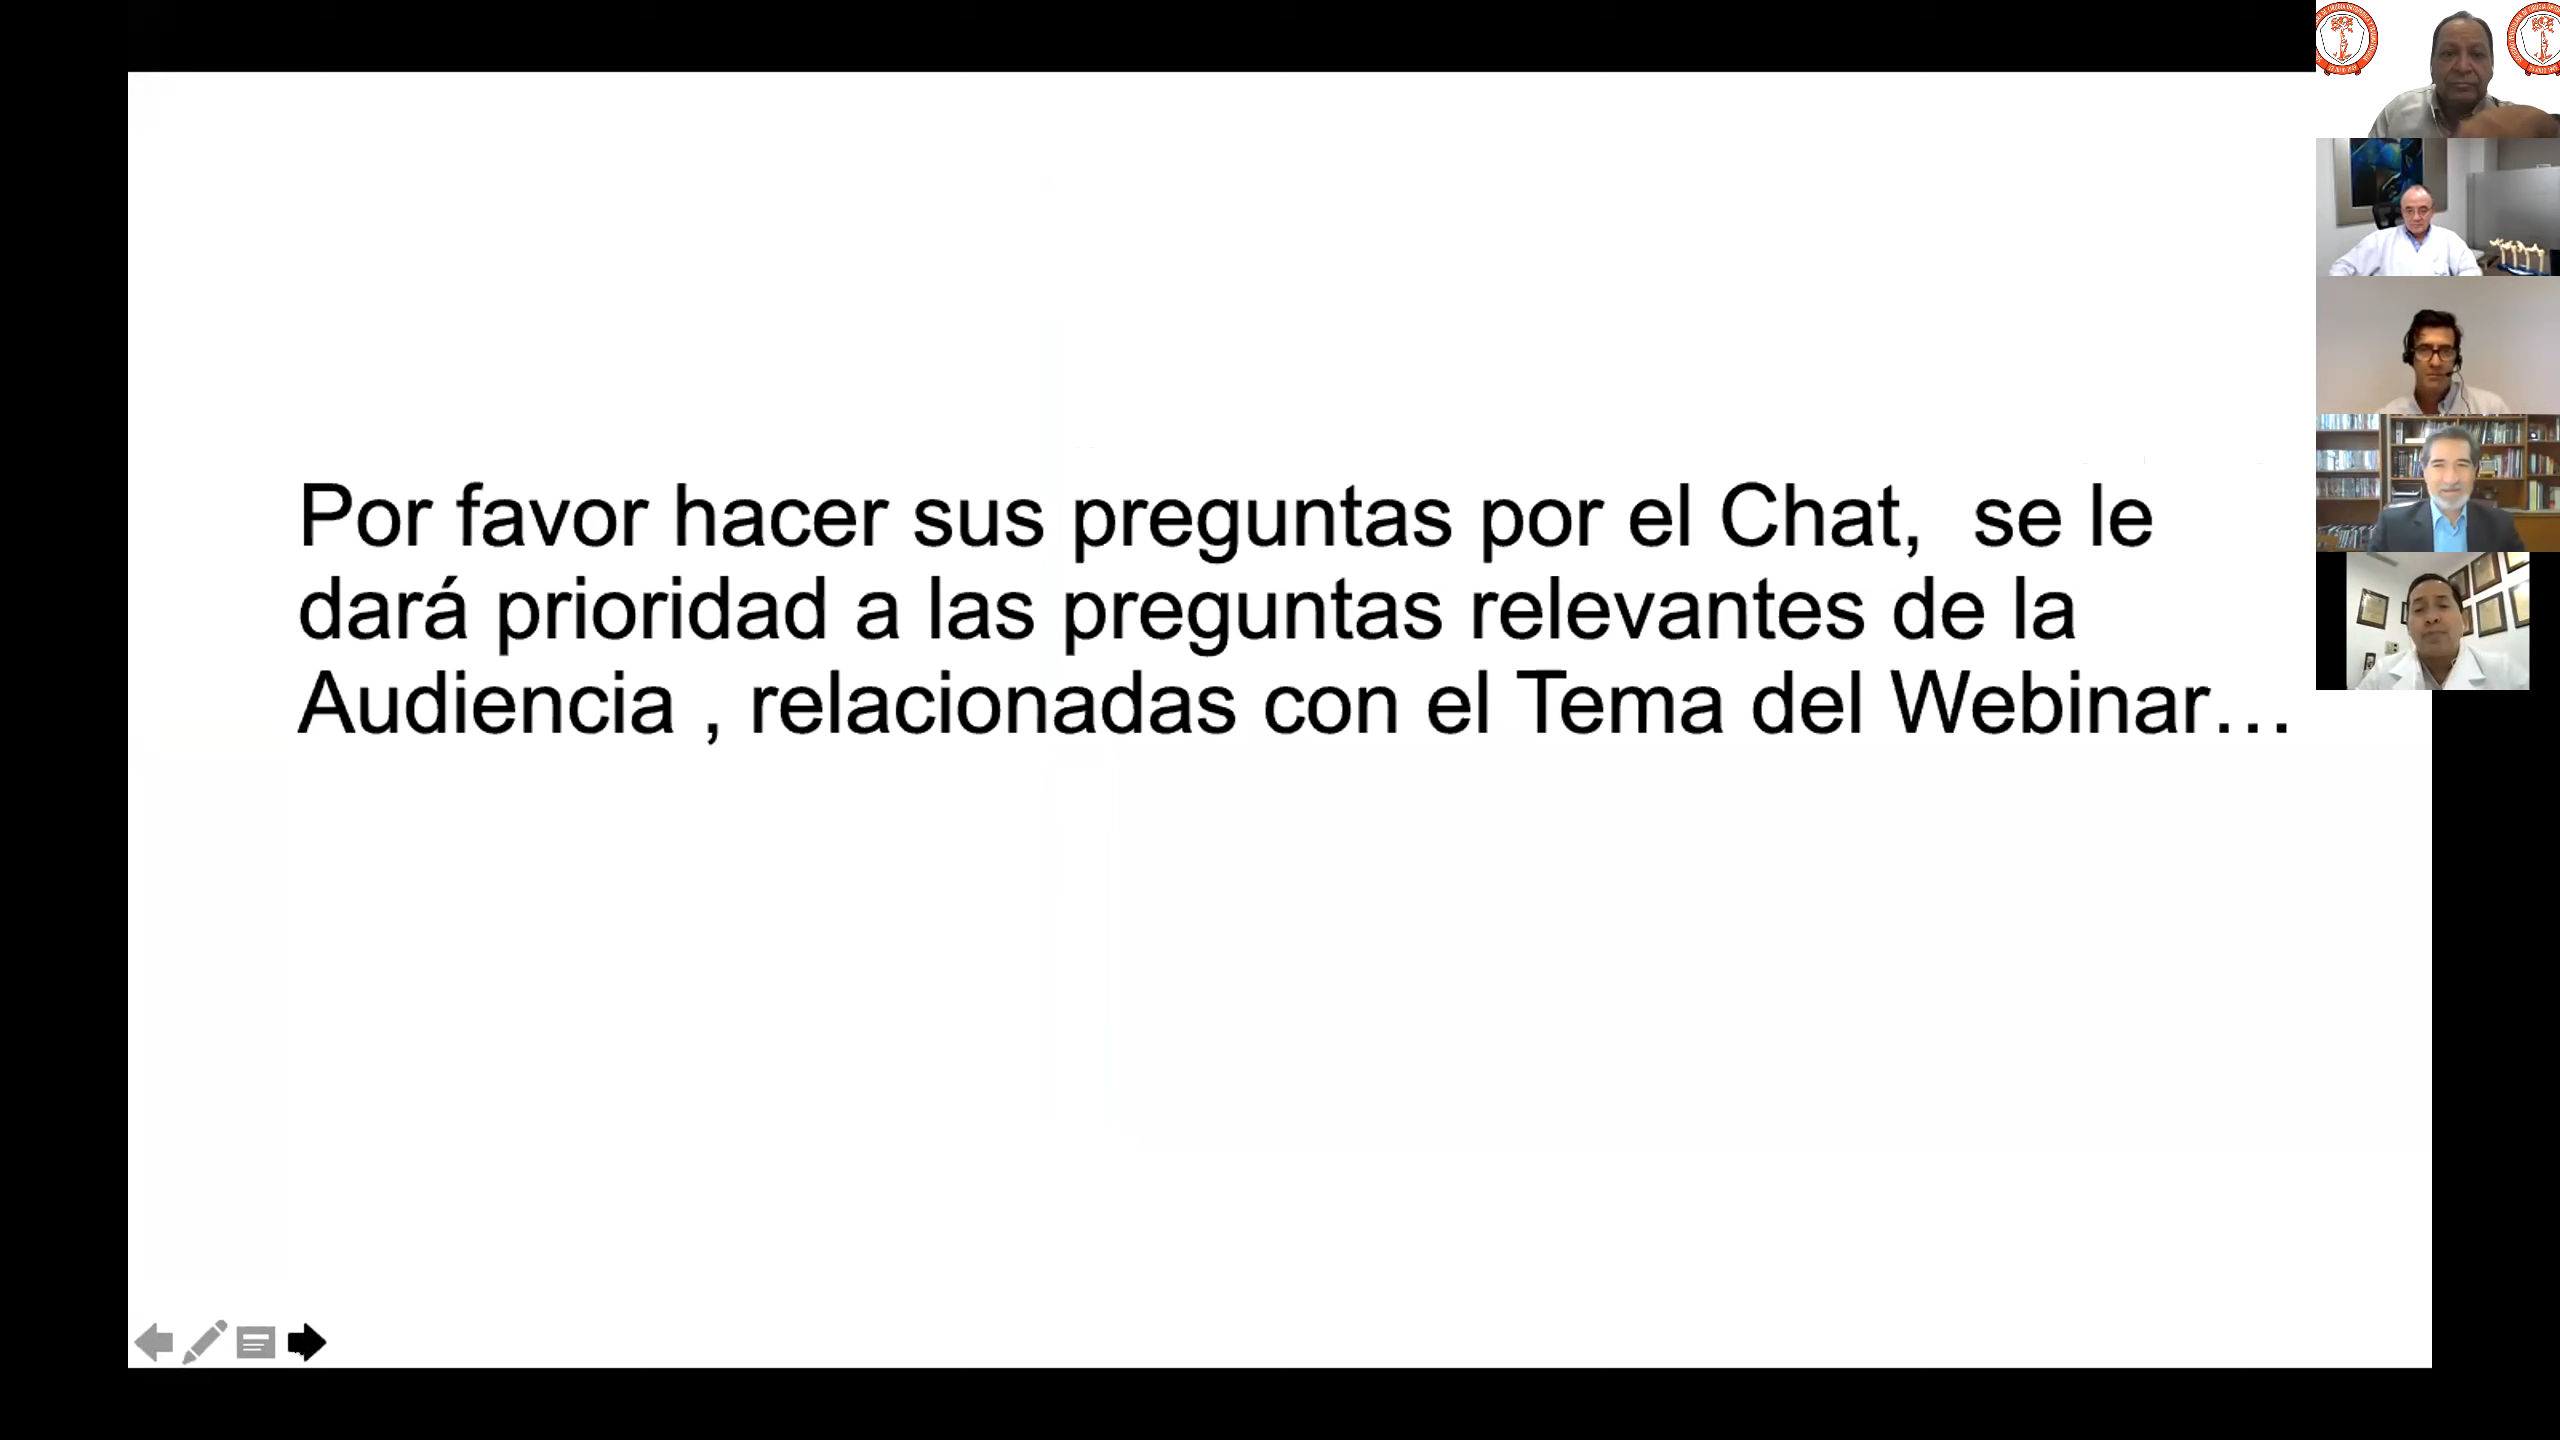 Por favor hacer sus preguntas por el Chat,  se le
dará prioridad a las preguntas relevantes de la
Audiencia , relacionadas con el Tema del Webinar…